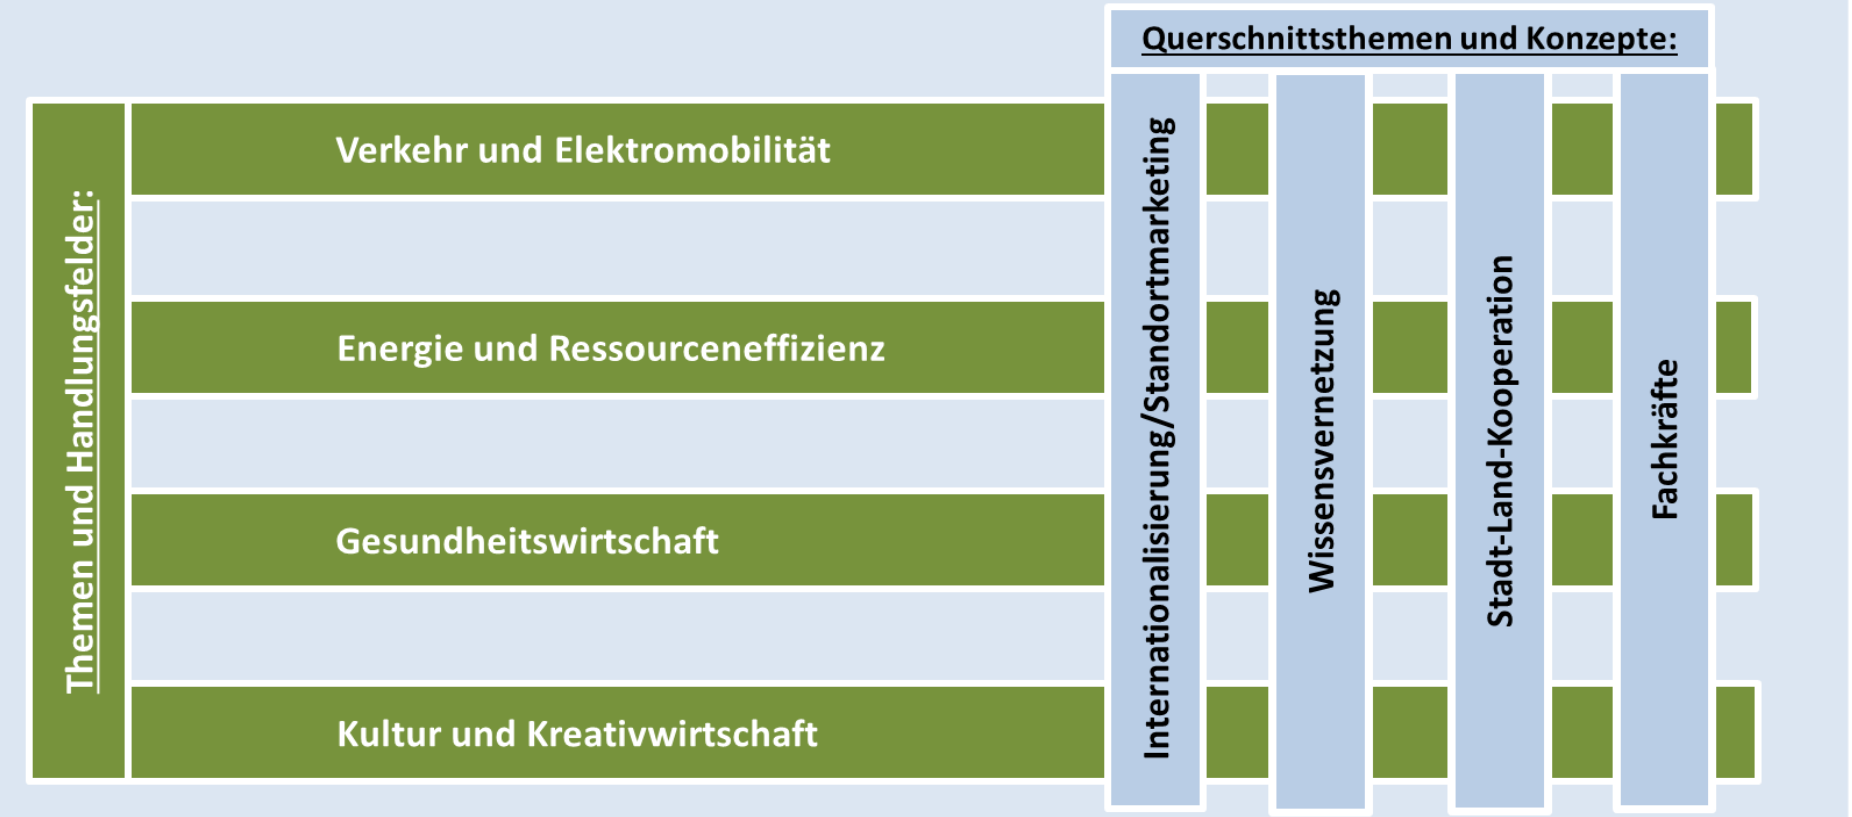 Querschnittsthemen und Konzepte:
Themen und Handlungsfelder:
Verkehr und Elektromobilität
Energie und Ressourceneffizienz
Gesundheitswirtschaft
Kultur und Kreativwirtschaft
Internationalisierung/Standortmarketing
Wissensvernetzung
Stadt-Land-Kooperation
Fachkräfte